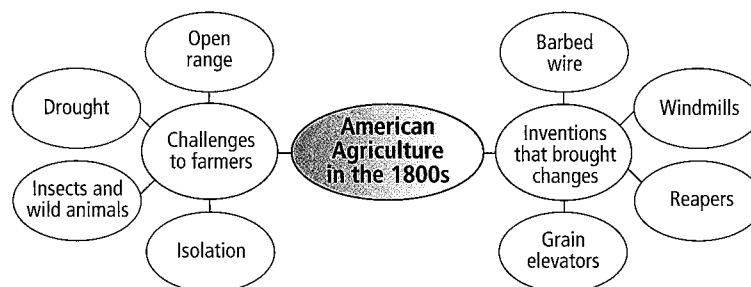 Open
range
Drought
Challenges
to farmers
Insects and
wild animals
Isolation
American
Agriculture
in the 1800s
Barbed
wire
Windmills
Inventions
that brought
changes
Reapers
Grain
elevators